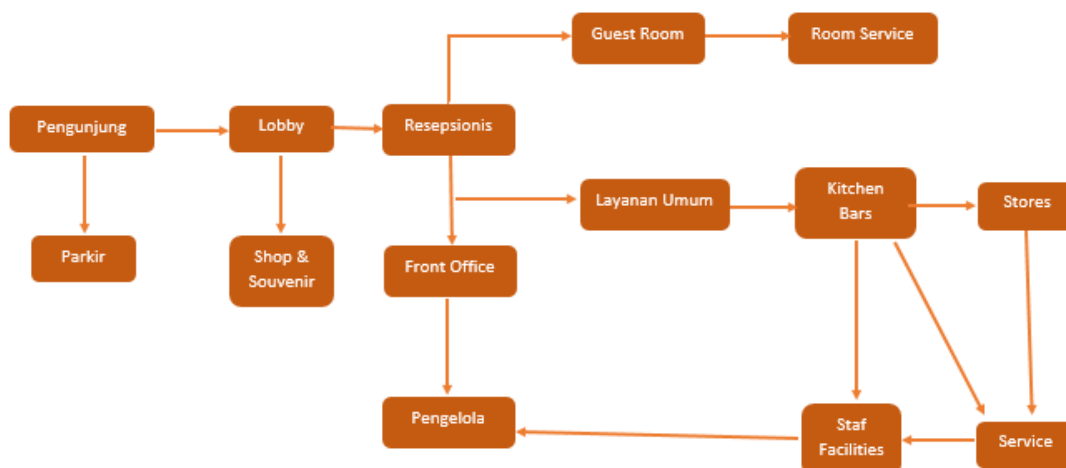 Guest Room
Room Service
Pengunjung
Lobby
Resepsionis
Layanan Umum
Kitchen
Bars
Stores
Parkir
Shop &
Souvenir
Front Office
Pengelola
Staf
Facilities
Service